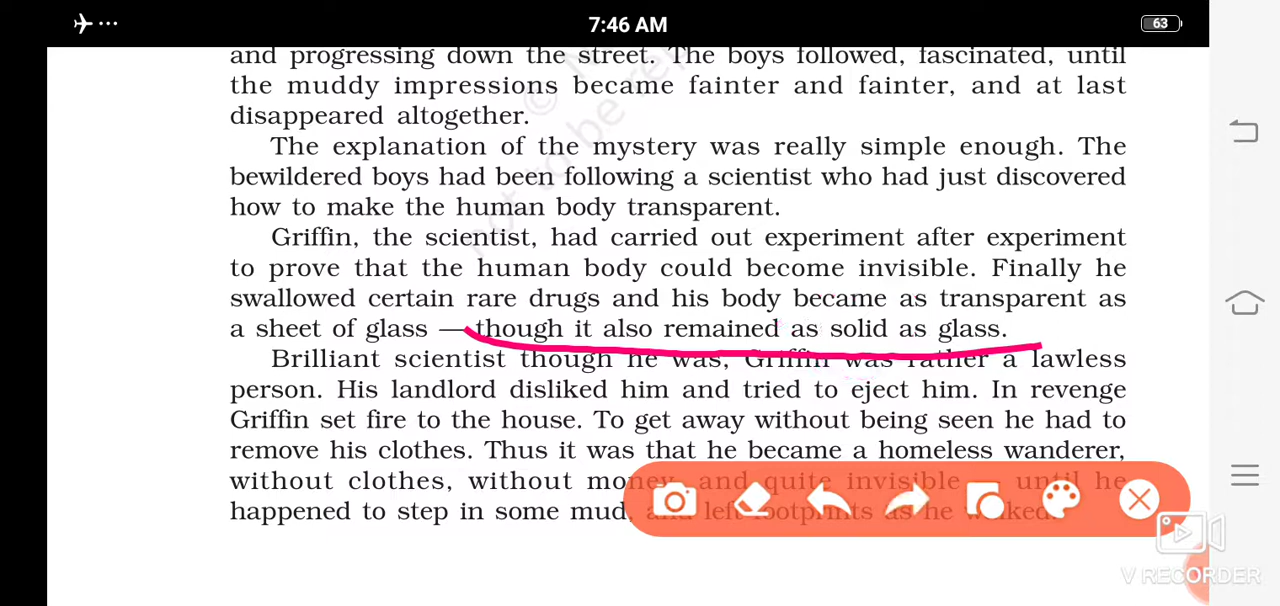 7:46 AM
63
and progressing down the street. The boys followed, fascinated, until
the muddy impressions became fainter and fainter, and at last
disappeared altogether.
The explanation of the mystery was really simple enough. The
bewildered boys had been following a scientist who had just discovered
how to make the human body transparent.
Griffin, the scientist, had carried out experiment after experiment
to prove that the human body could become invisible. Finally he
swallowed certain rare drugs and his body became as transparent as
a sheet of glass — though it also remained as solid as glass.
Brilliant scientist though he was, Griffin was rather a lawless
person. His landlord disliked him and tried to eject him. In revenge
Griffin set fire to the house. To get away without being seen he had to
remove his clothes. Thus it was that he became a homeless wanderer,
without clothes, without money, and quite invisible — until he
happened to step in some mud, and left footprints as he walked.
V RECORDER